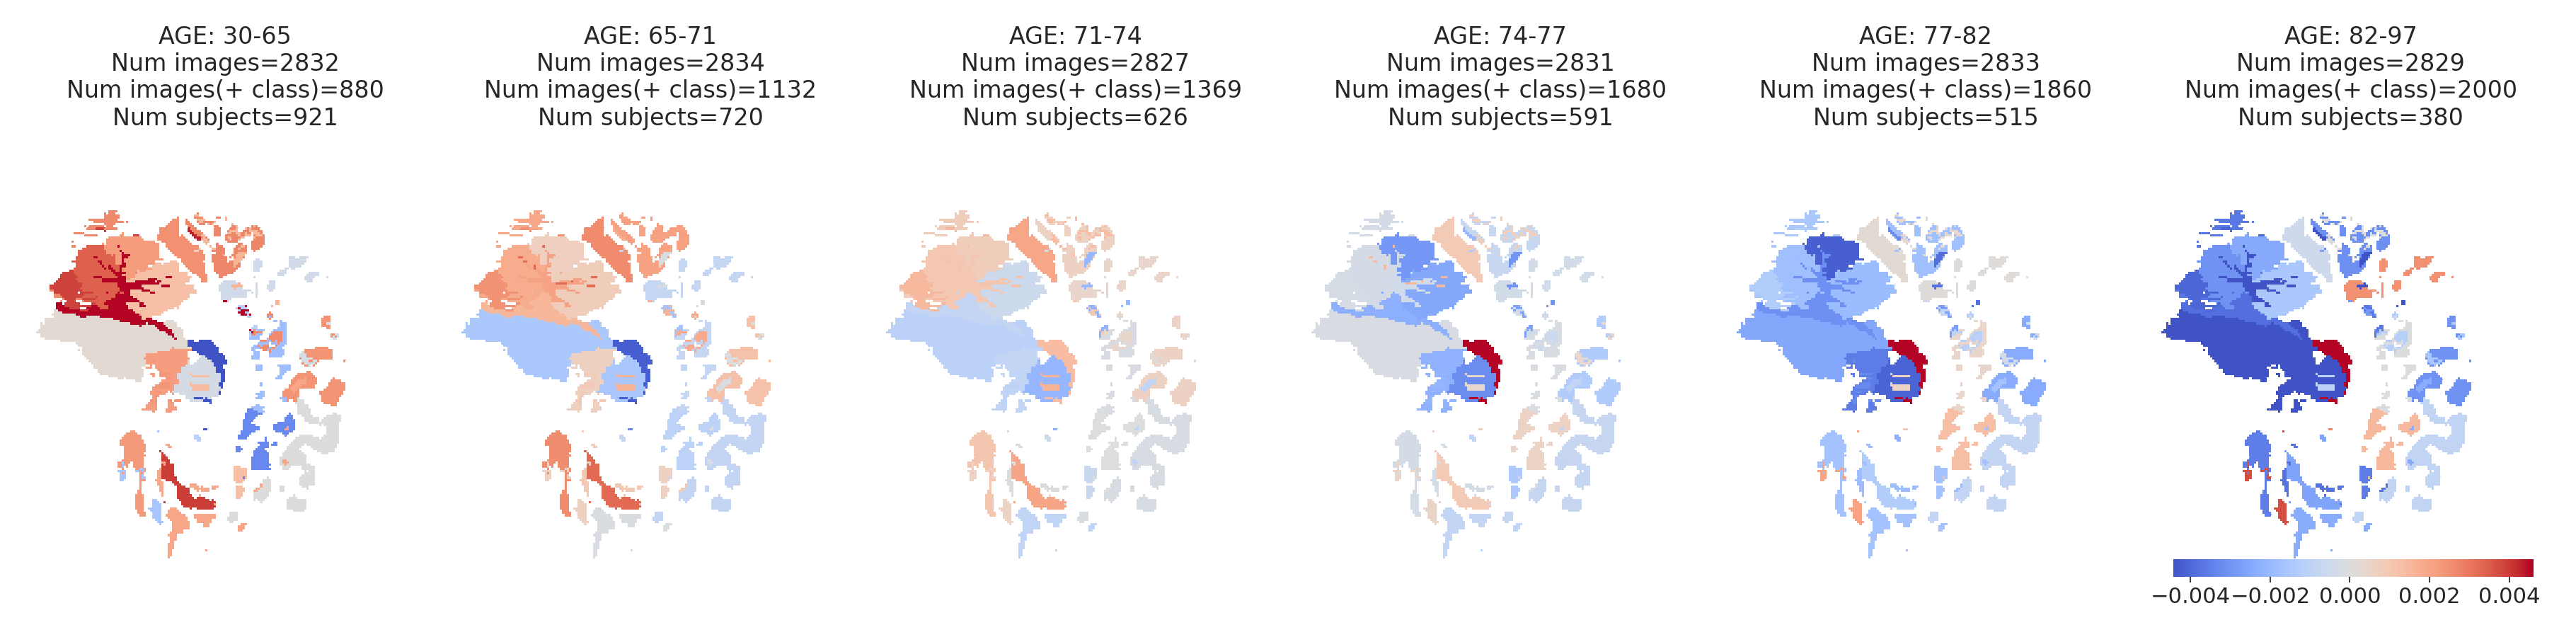 AGE: 30-65
Num images=2832
Num images(+ class)=880
Num subjects=921
AGE: 65-71
Num images=2834
Num images(+ class)=1132
Num subjects=720
AGE: 71-74
Num images=2827
Num images(+ class)=1369
Num subjects=626
AGE: 74-77
Num images=2831
Num images(+ class)=1680
Num subjects=591
AGE: 77-82
Num images=2833
Num images(+ class)=1860
Num subjects=515
AGE: 82-97
Num images=2829
Num images(+ class)=2000
Num subjects=380
−0.004 −0.002 0.000 0.002 0.004